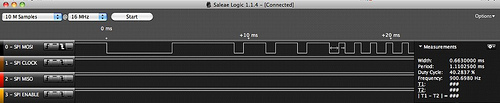 Saleae Logic 1.1.4 - [Connected]
10 M Samples @ 16 MHz Start Options
0 ms
+10 ms +20 ms
0 - SPI MOSI
1 - SPI CLOCK
2 - SPI MISO
3 - SPI ENABLE
Measurements
Width: 0.6630000 ms
Period: 1.1102500 ms
Duty Cycle: 40.2837 %
Frequency: 900.6980 Hz
T1: ###
T2: ###
| T1 - T2 | = ###